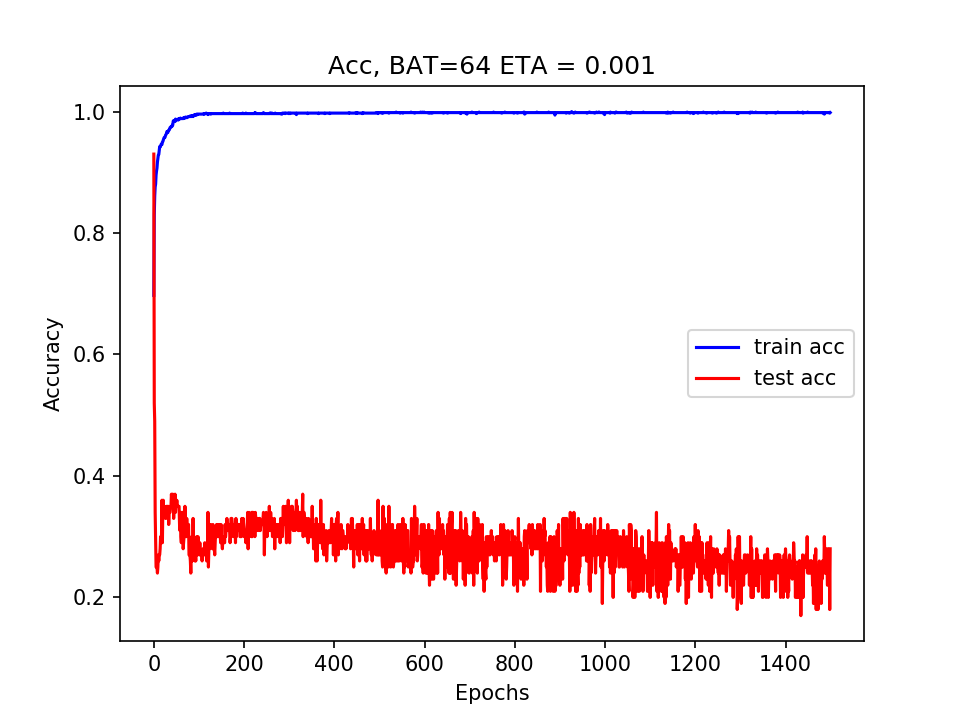 Acc, BAT=64 ETA = 0.001
1.0
0.8
0.6
0.4
0.2
Accuracy
train acc
test acc
0 200 400 600 800 1000 1200 1400
Epochs